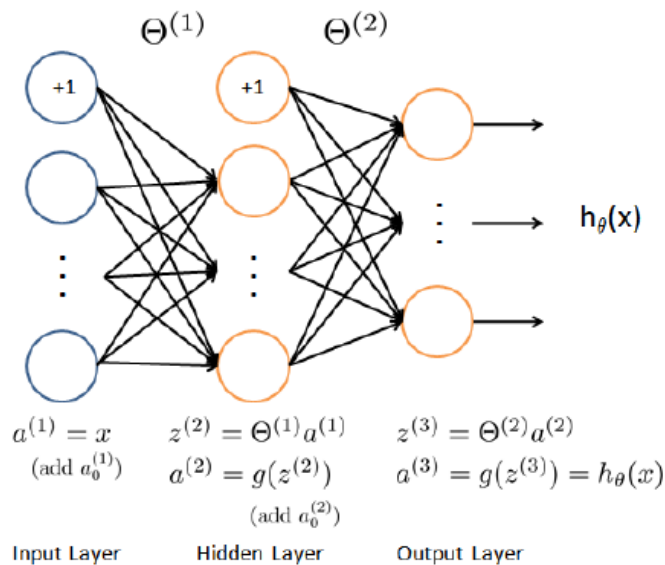 Θ^{(1)} Θ^{(2)}
+1 +1
h_θ(x)
a^{(1)} = x z^{(2)} = Θ^{(1)}a^{(1)} z^{(3)} = Θ^{(2)}a^{(2)}
(add a_0^{(1)}) a^{(2)} = g(z^{(2)}) a^{(3)} = g(z^{(3)}) = h_θ(x)
(add a_0^{(2)})
Input Layer Hidden Layer Output Layer